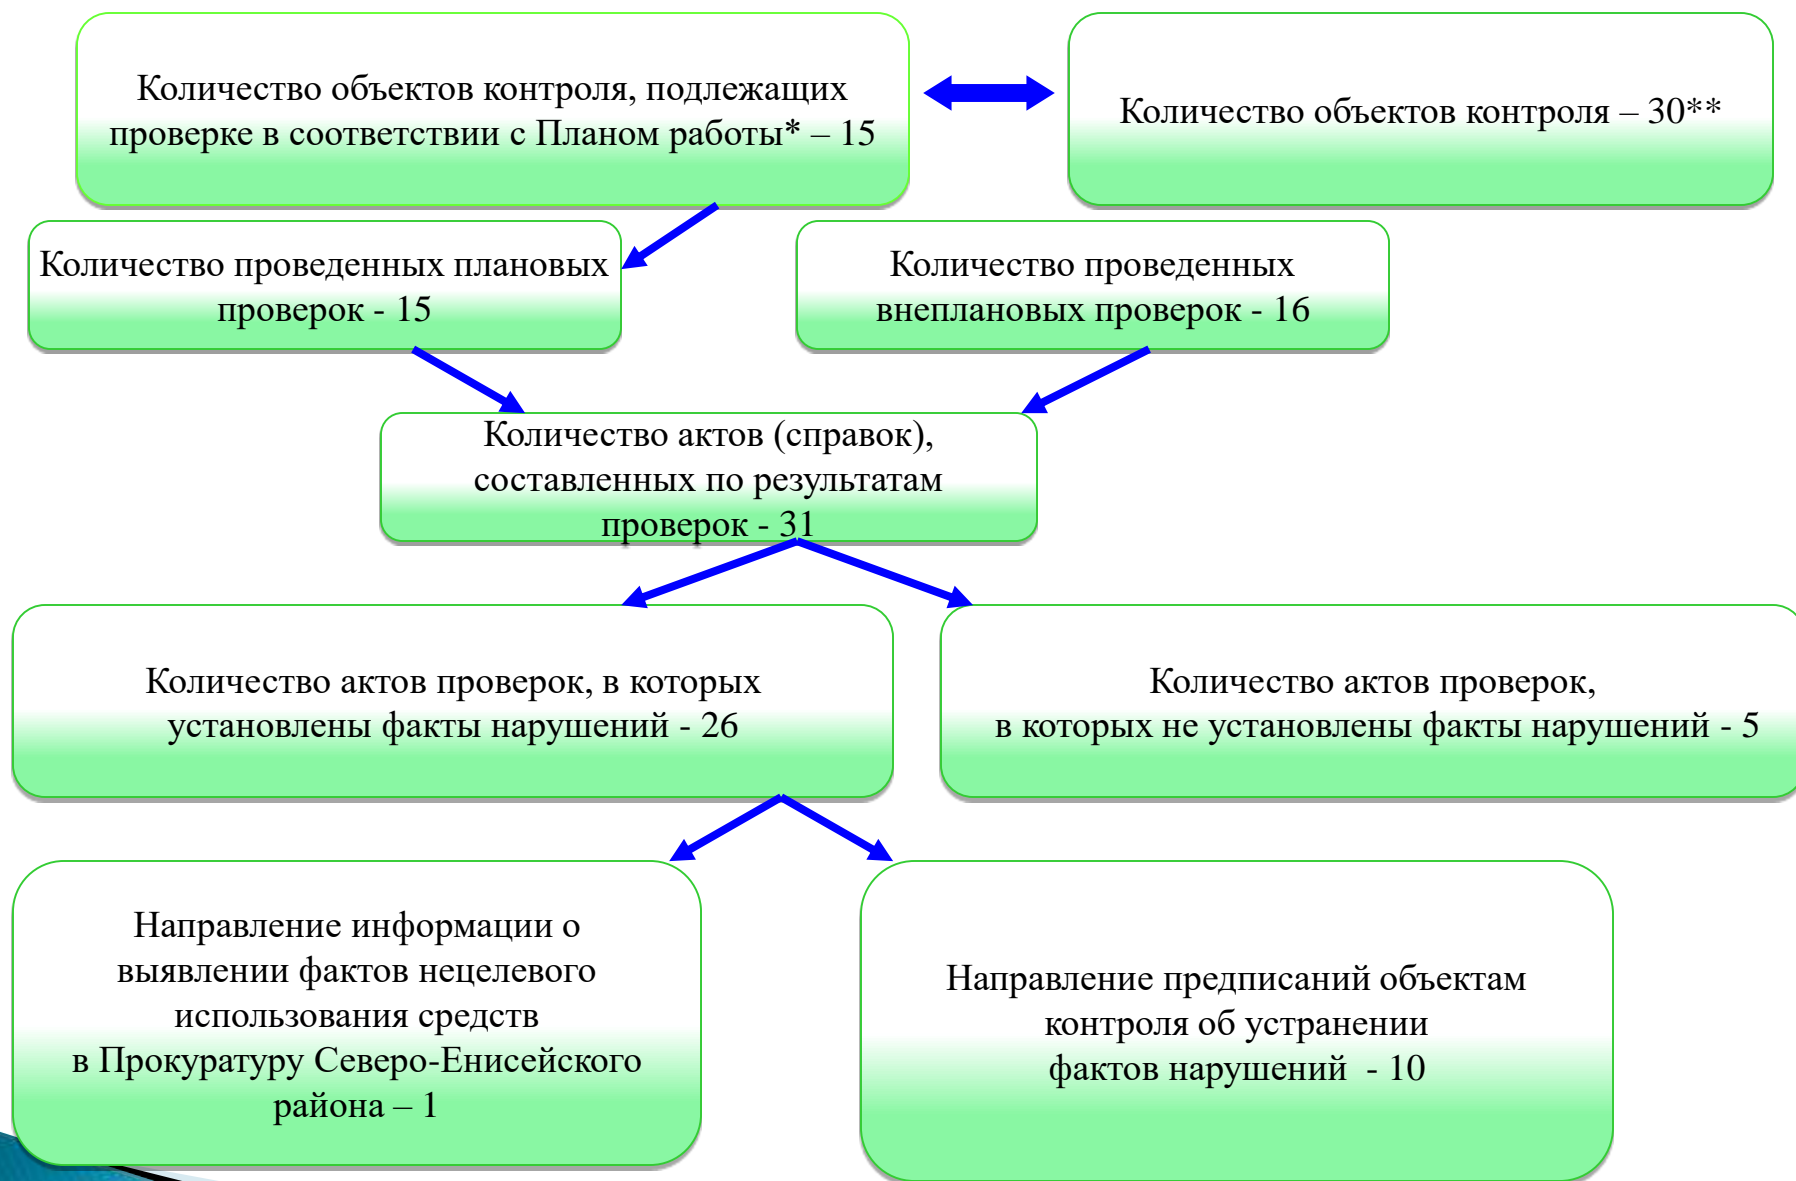 Количество объектов контроля, подлежащих
проверке в соответствии с Планом работы* – 15
Количество объектов контроля – 30**
Количество проведенных плановых
проверок - 15
Количество проведенных
внеплановых проверок - 16
Количество актов (справок),
составленных по результатам
проверок - 31
Количество актов проверок, в которых
установлены факты нарушений - 26
Количество актов проверок,
в которых не установлены факты нарушений - 5
Направление информации о
выявлении фактов нецелевого
использования средств
в Прокуратуру Северо-Енисейского
района – 1
Направление предписаний объектам
контроля об устранении
фактов нарушений  - 10